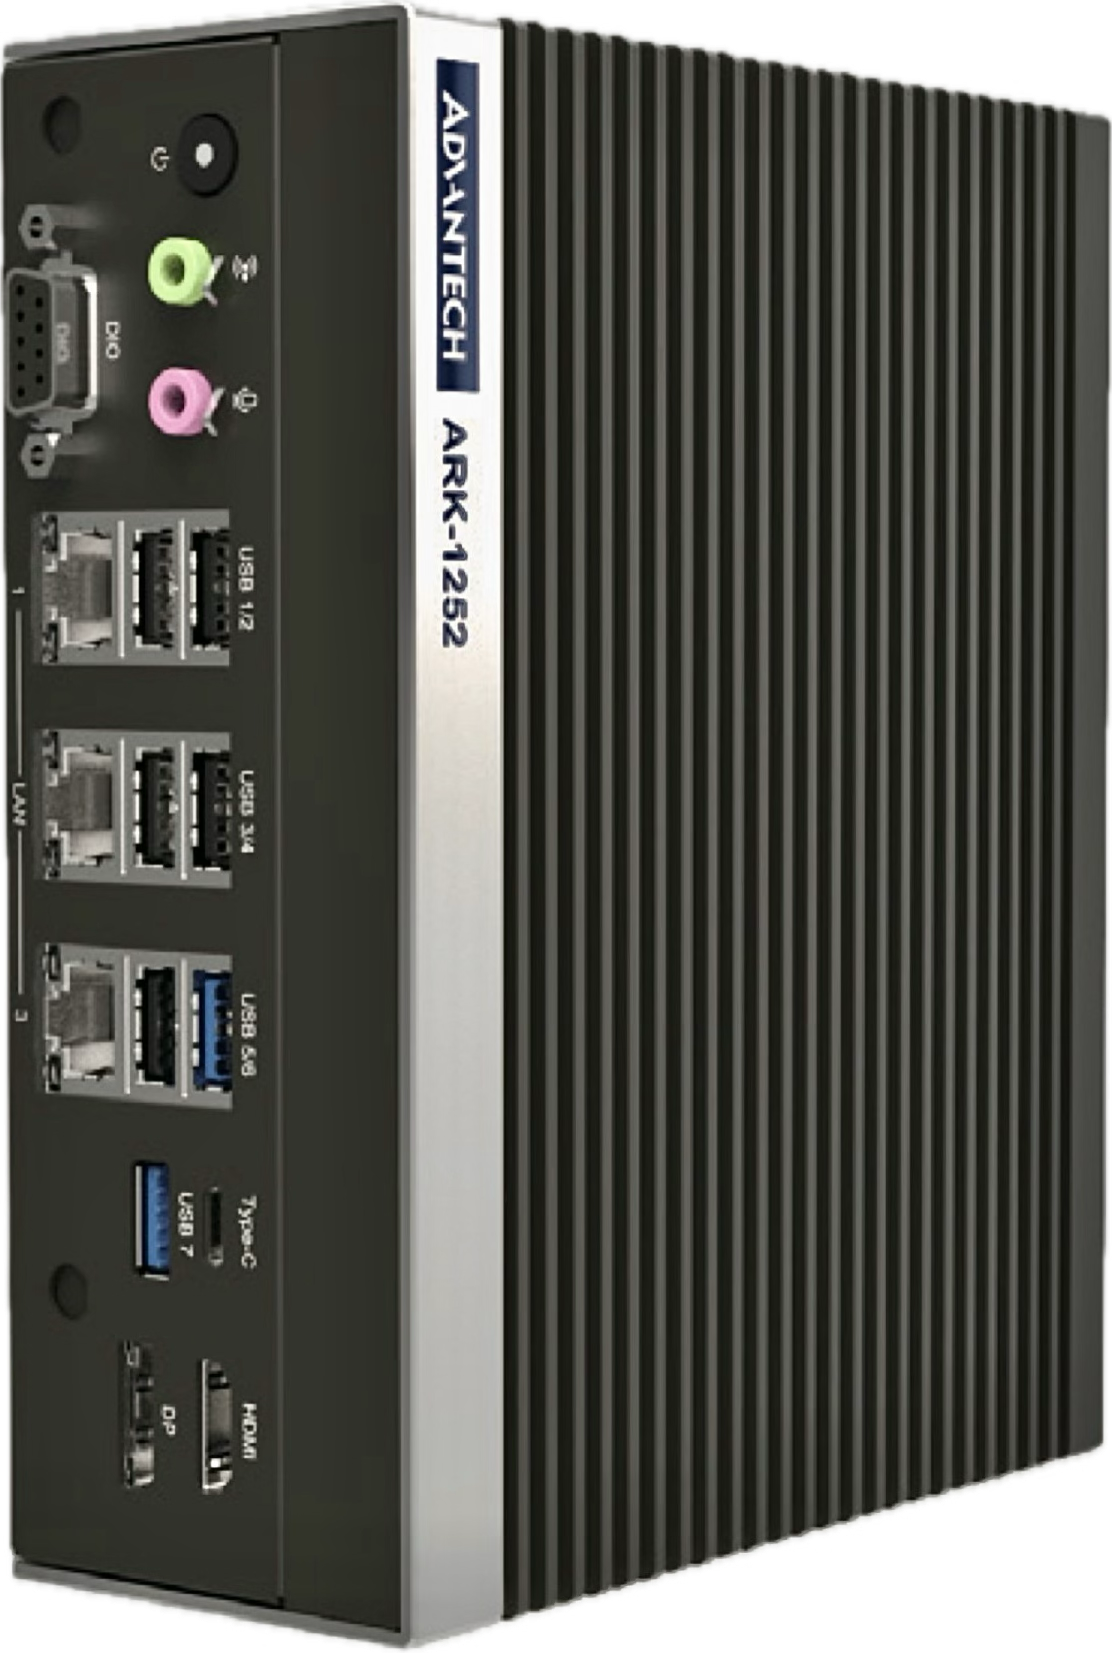 ADVANTECH
ARK-1252
DIO
DIO
USB 1/2
1
LAN
3
USB 3/4
USB 5/6
USB 7
Type-C
DP
HDMI